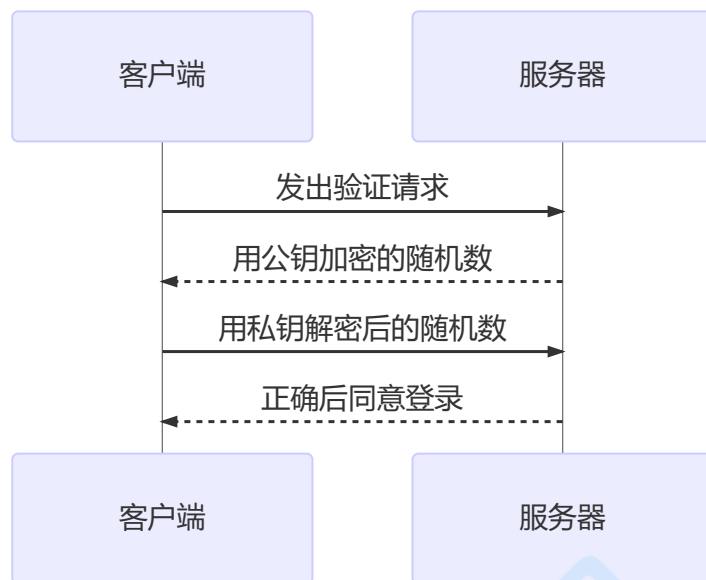 客户端
服务器
发出验证请求
用公钥加密的随机数
用私钥解密后的随机数
正确后同意登录
客户端
服务器